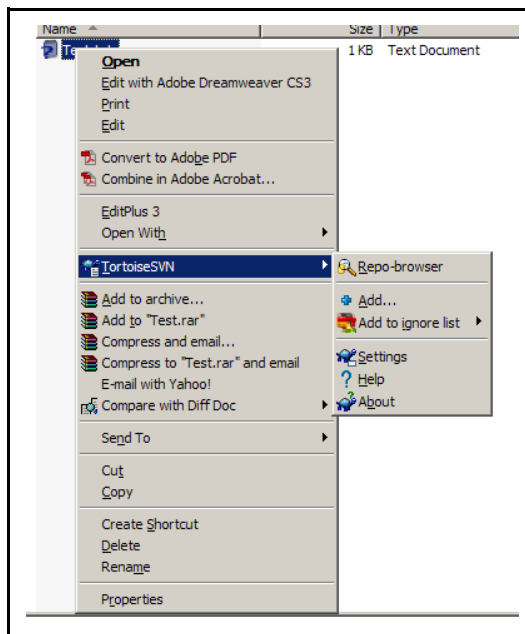 Name Size Type
1 KB Text Document
Open
Edit with Adobe Dreamweaver CS3
Print
Edit
Convert to Adobe PDF
Combine in Adobe Acrobat...
EditPlus 3
Open With
TortoiseSVN
Repo-browser
Add to archive...
Add...
Add to "Test.rar"
Add to ignore list
Compress and email...
Compress to "Test.rar" and email
Settings
E-mail with Yahoo!
Help
Compare with Diff Doc
About
Send To
Cut
Copy
Create Shortcut
Delete
Rename
Properties